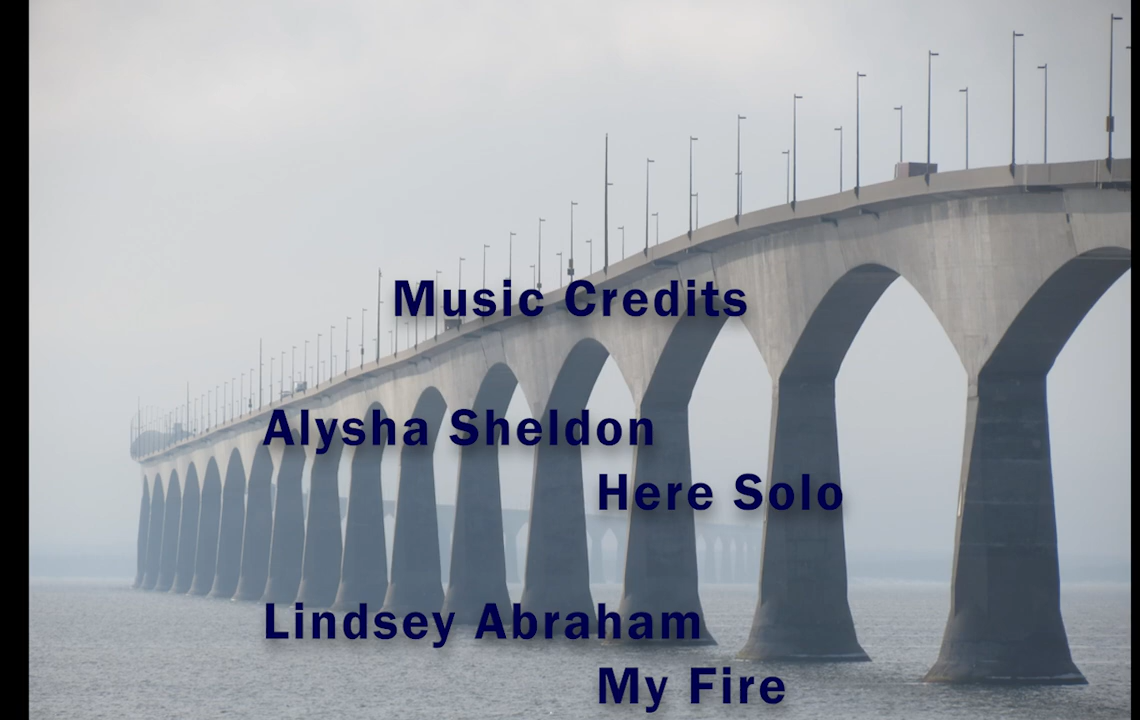 Music Credits
Alysha Sheldon
Here Solo
Lindsey Abraham
My Fire